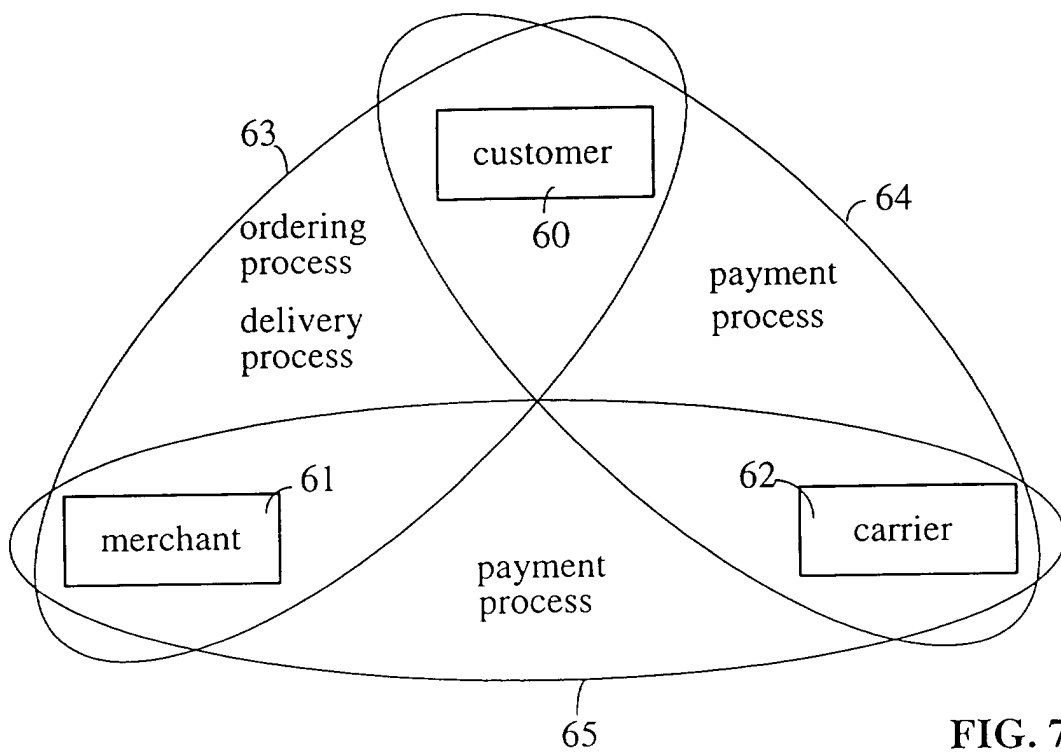 customer
60
63
64
ordering
process
delivery
process
payment
process
61
merchant
62
carrier
payment
process
65
FIG. 7